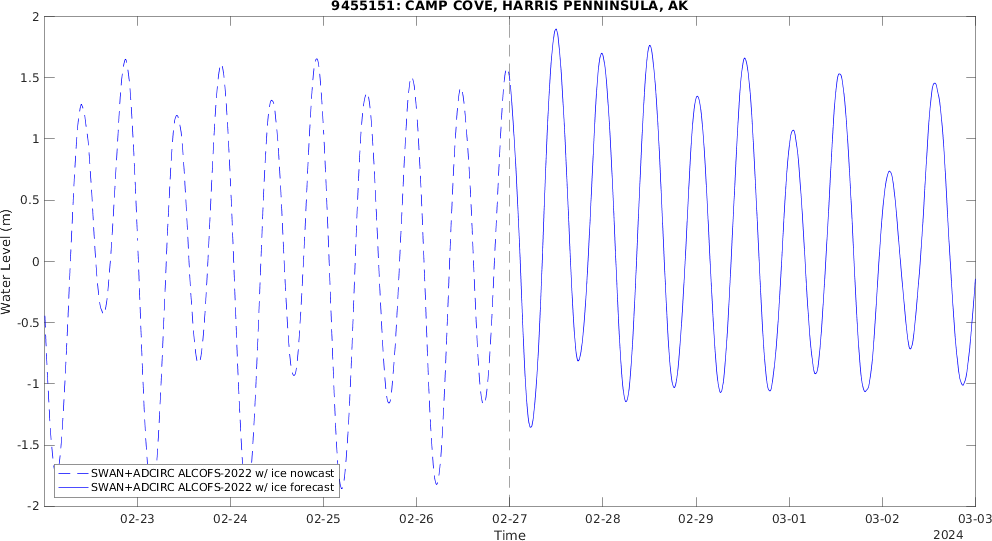 9455151: CAMP COVE, HARRIS PENNINSULA, AK
Water Level (m)
2
1.5
1
0.5
0
-0.5
-1
-1.5
-2
SWAN+ADCIRC ALCOFS-2022 w/ ice nowcast
SWAN+ADCIRC ALCOFS-2022 w/ ice forecast
02-23 02-24 02-25 02-26 02-27 02-28 02-29 03-01 03-02 03-03
Time
2024